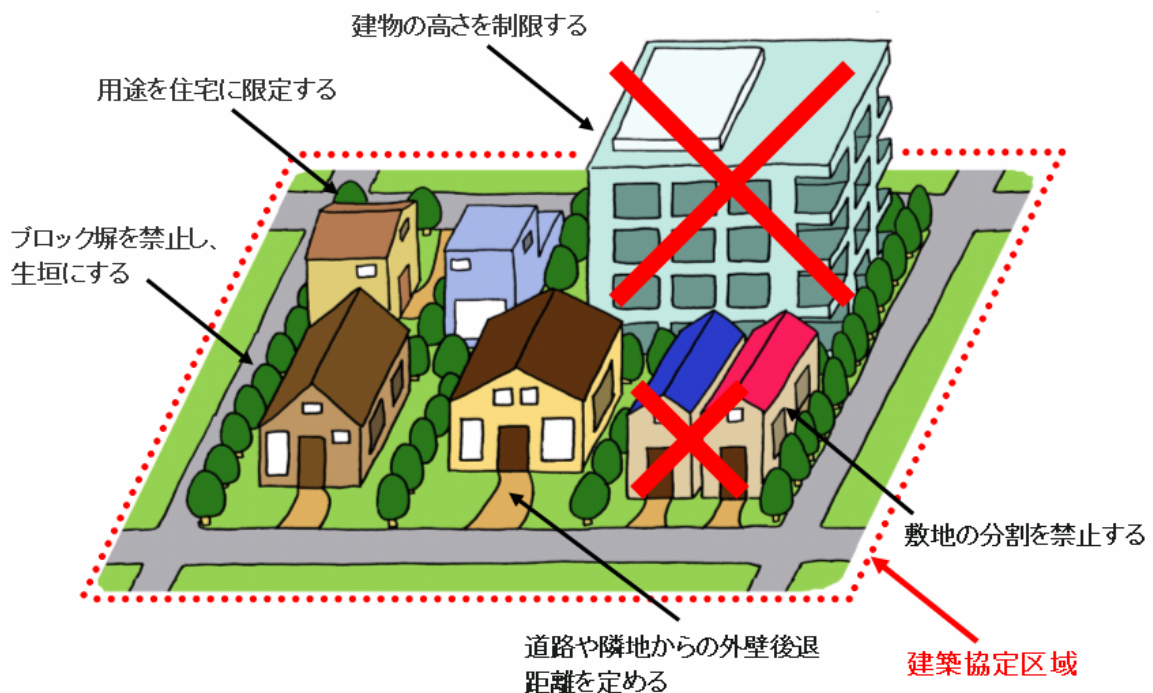 建物の高さを制限する
用途を住宅に限定する
ブロック塀を禁止し、
生垣にする
敷地の分割を禁止する
道路や隣地からの外壁後退
距離を定める
建築協定区域